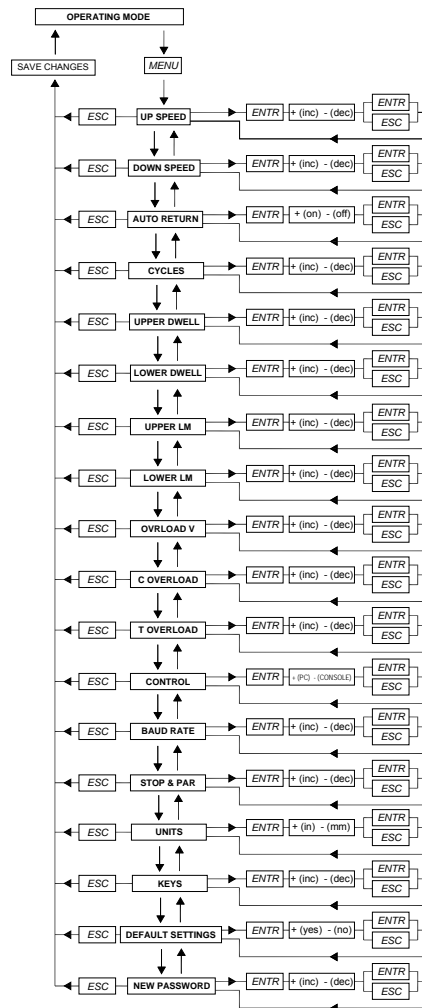 OPERATING MODE
SAVE CHANGES
MENU
ESC UP SPEED ENTR + (inc) - (dec) ENTR
ESC
ESC DOWN SPEED ENTR + (inc) - (dec) ENTR
ESC
ESC AUTO RETURN ENTR + (on) - (off) ENTR
ESC
ESC CYCLES ENTR + (inc) - (dec) ENTR
ESC
ESC UPPER DWELL ENTR + (inc) - (dec) ENTR
ESC
ESC LOWER DWELL ENTR + (inc) - (dec) ENTR
ESC
ESC UPPER LM ENTR + (inc) - (dec) ENTR
ESC
ESC LOWER LM ENTR + (inc) - (dec) ENTR
ESC
ESC OVRLOAD V ENTR + (inc) - (dec) ENTR
ESC
ESC C OVERLOAD ENTR + (inc) - (dec) ENTR
ESC
ESC T OVERLOAD ENTR + (inc) - (dec) ENTR
ESC
ESC CONTROL ENTR + (PC) - (CONSOLE) ENTR
ESC
ESC BAUD RATE ENTR + (inc) - (dec) ENTR
ESC
ESC STOP & PAR ENTR + (inc) - (dec) ENTR
ESC
ESC UNITS ENTR + (in) - (mm) ENTR
ESC
ESC KEYS ENTR + (inc) - (dec) ENTR
ESC
ESC DEFAULT SETTINGS ENTR + (yes) - (no) ENTR
ESC
ESC NEW PASSWORD ENTR + (inc) - (dec) ENTR
ESC